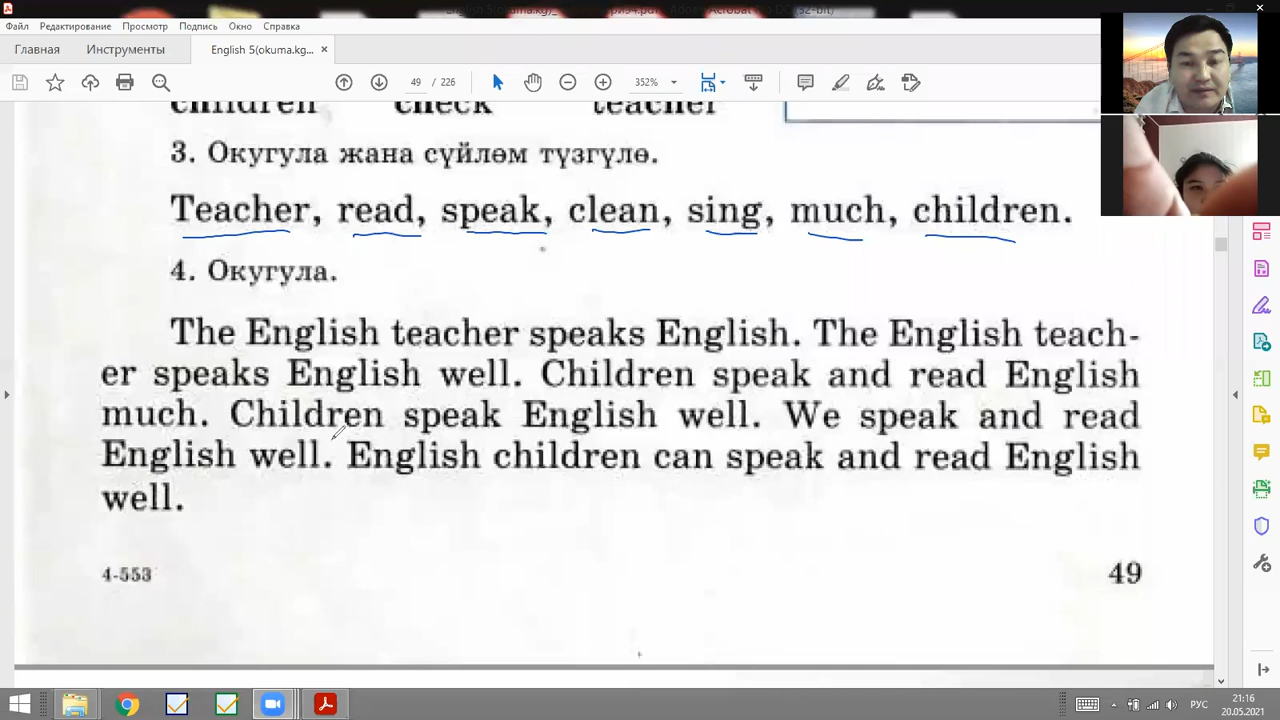 Файл Редактирование Просмотр Подпись Окно Справка
Главная Инструменты English 5(okuma.kg... ×
49 / 226 352%
children check teacher
3. Окугула жана сүйлөм түзгүлө.
Teacher, read, speak, clean, sing, much, children.
4. Окугула.
The English teacher speaks English. The English teach-
er speaks English well. Children speak and read English
much. Children speak English well. We speak and read
English well. English children can speak and read English
well.
4-553 49
РУС 21:16
20.05.2021